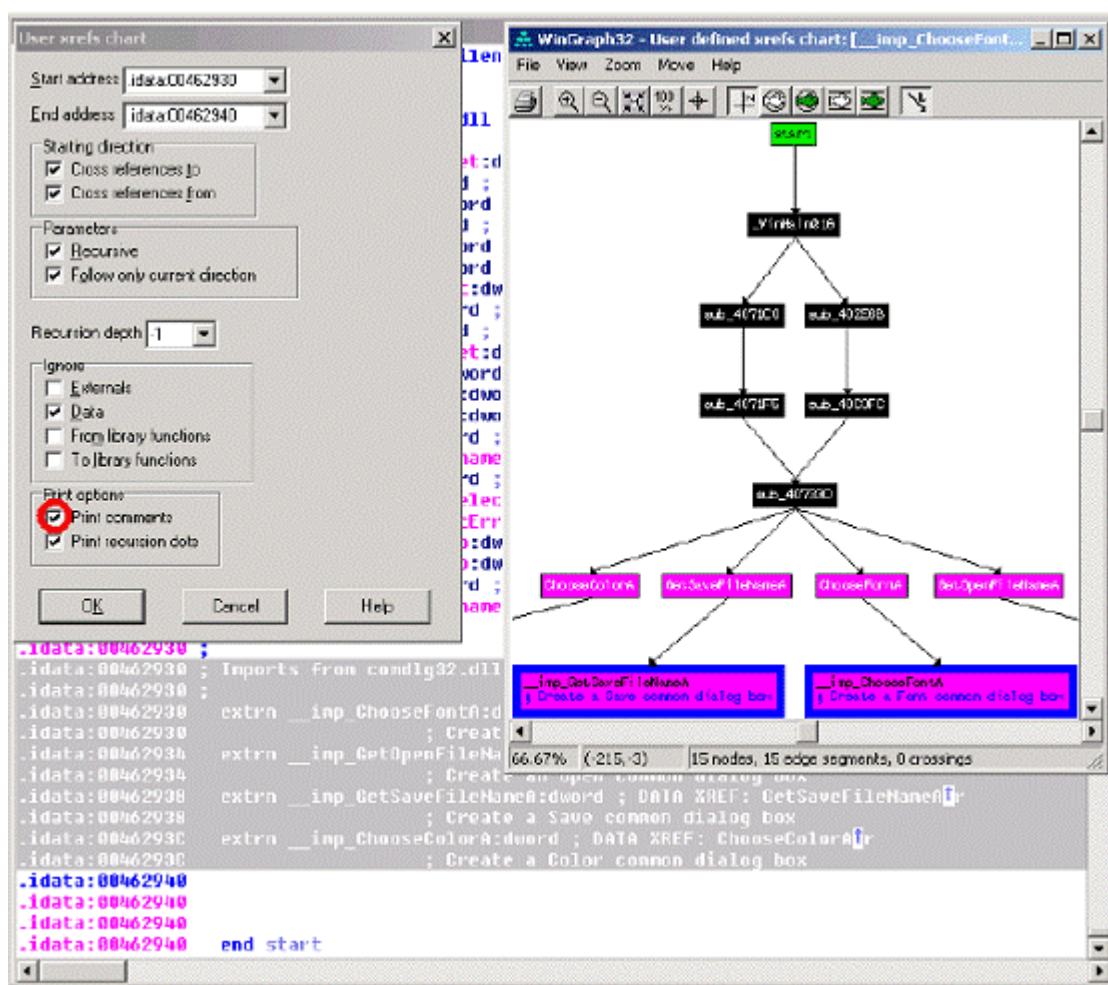 User xrefs chart
Start address .idata:00462930
End address .idata:00462940
Starting direction
Cross references to
Cross references from
Parameters
Recursive
Follow only current direction
Recursion depth -1
Ignore
Externals
Data
From library functions
To library functions
Print options
Print comments
Print recursion dots
OK
Cancel
Help
WinGraph32 - User defined xrefs chart: [__imp_ChooseFont...
File View Zoom Move Help
start
_WinMain@16
ChooseColorA
GetSaveFileNameA
ChooseFontA
GetOpenFileNameA
__imp_GetSaveFileNameA
; Create a Save common dialog box
__imp_ChooseFontA
; Create a Font common dialog box
66.67% (-215,-3) 15 nodes, 15 edge segments, 0 crossings
.idata:00462930 ;
.idata:00462930 ; Imports from comdlg32.dll
.idata:00462930 ;
.idata:00462930 extrn __imp_ChooseFontA:d
.idata:00462930 ; Creat
.idata:00462934 extrn __imp_GetOpenFileNa
.idata:00462934 ; Create an Open common dialog box
.idata:00462938 extrn __imp_GetSaveFileNameA:dword ; DATA XREF: GetSaveFileNameA↑r
.idata:00462938 ; Create a Save common dialog box
.idata:0046293C extrn __imp_ChooseColorA:dword ; DATA XREF: ChooseColorA↑r
.idata:0046293C ; Create a Color common dialog box
.idata:00462940
.idata:00462940
.idata:00462940
.idata:00462940 end start